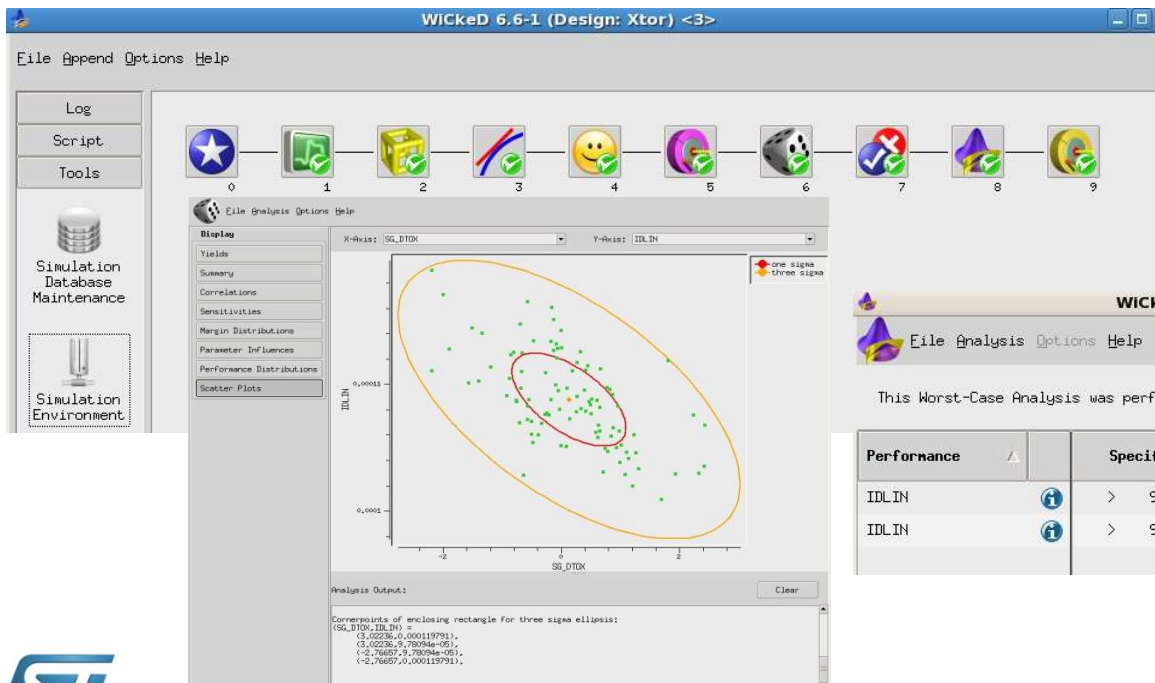 WiCkeD 6.6-1 (Design: Xtor) <3>
File Append Options Help
Log
Script
Tools
0 1 2 3 4 5 6 7 8 9
Simulation
Database
Maintenance
Simulation
Environment
File Analysis Options Help
Display
Yields
Summary
Correlations
Sensitivities
Margin Distributions
Parameter Influences
Performance Distributions
Scatter Plots
X-Axis: SG_DTOX Y-Axis: IDLIN
one sigma
three sigma
0.00011
IDLIN
0.0001
-2 0 2
SG_DTOX
Analysis Output: Clear
Cornerpoints of enclosing rectangle for three sigma ellipsis:
(SG_DTOX,IDLIN) =
(3.02236,0.000119791),
(3.02236,9.78094e-05),
(-2.76657,9.78094e-05),
(-2.76657,0.000119791).
WiCk
File Analysis Options Help
This Worst-Case Analysis was perf
Performance Specif
IDLIN > 9
IDLIN > 9
ST